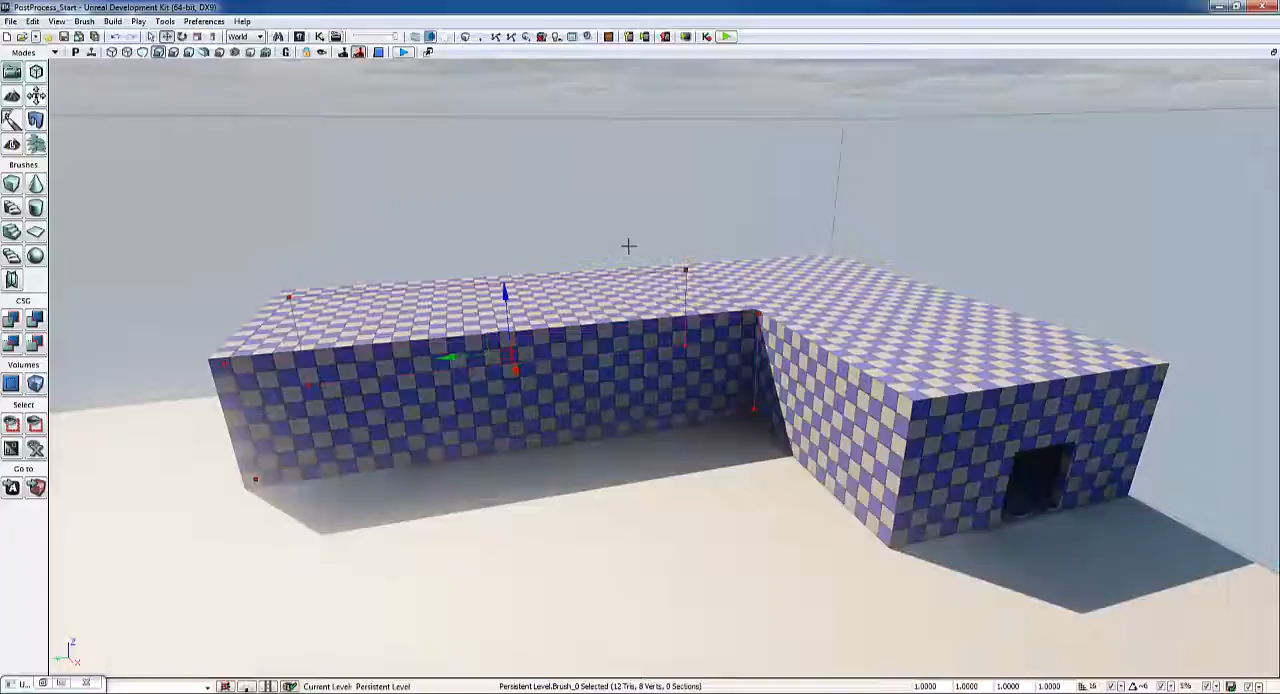 PostProcess_Start - Unreal Development Kit (64-bit, DX9)
File Edit View Brush Build Play Tools Preferences Help
World
Modes
P
G
Brushes
CSG
Volumes
Select
Go to
Z
X
U... Current Level: Persistent Level Persistent Level.Brush_0 Selected (12 Tris, 8 Verts, 0 Sections) 1.0000 1.0000 1.0000 1.0000 16 5%